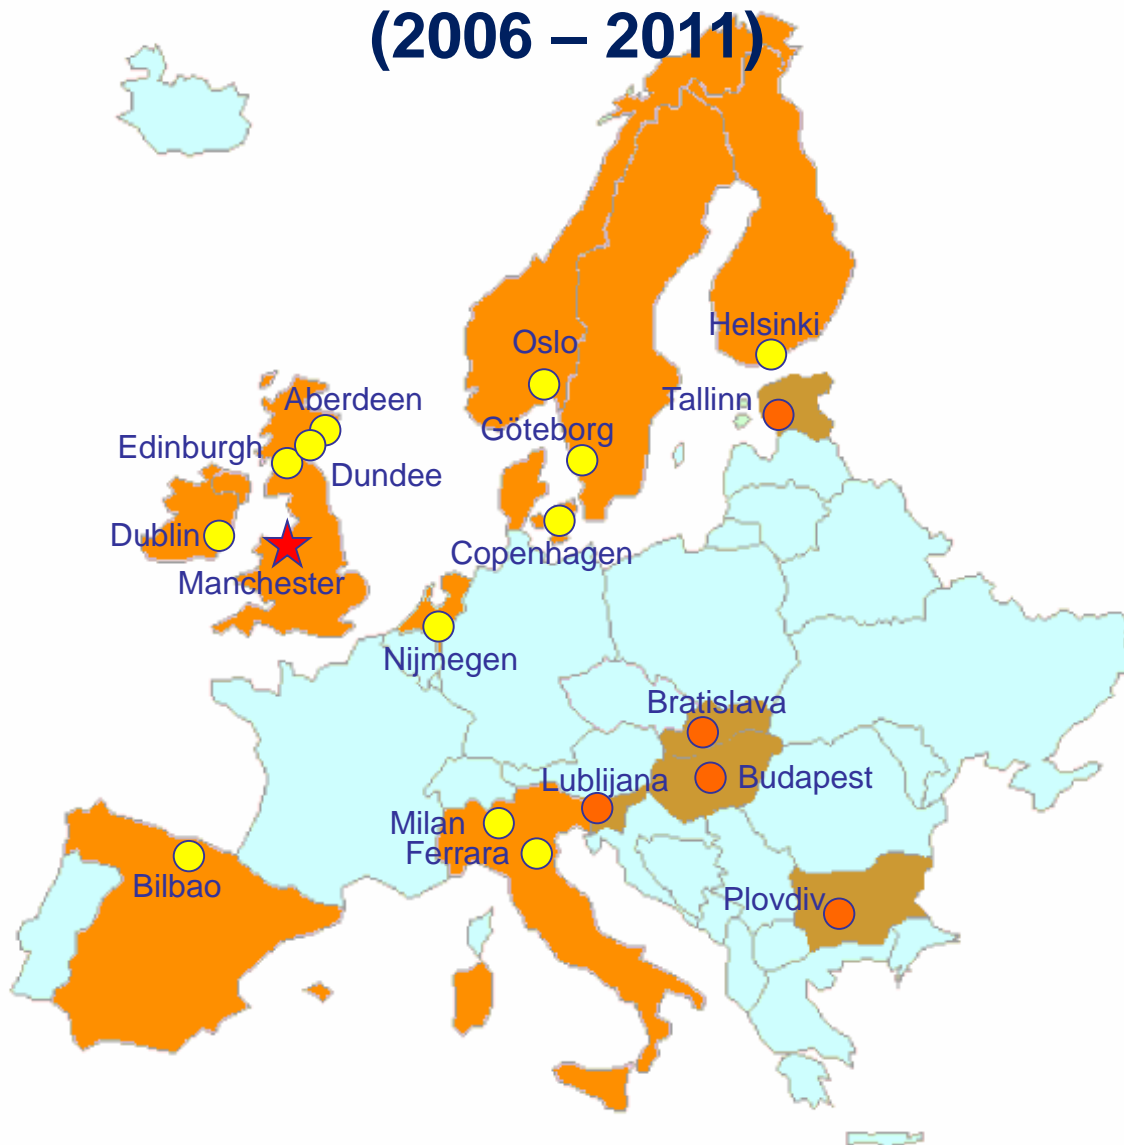 (2006 – 2011)
Helsinki
Oslo
Tallinn
Aberdeen
Göteborg
Edinburgh
Dundee
Dublin
Copenhagen
Manchester
Nijmegen
Bratislava
Budapest
Lublijana
Milan
Ferrara
Bilbao
Plovdiv